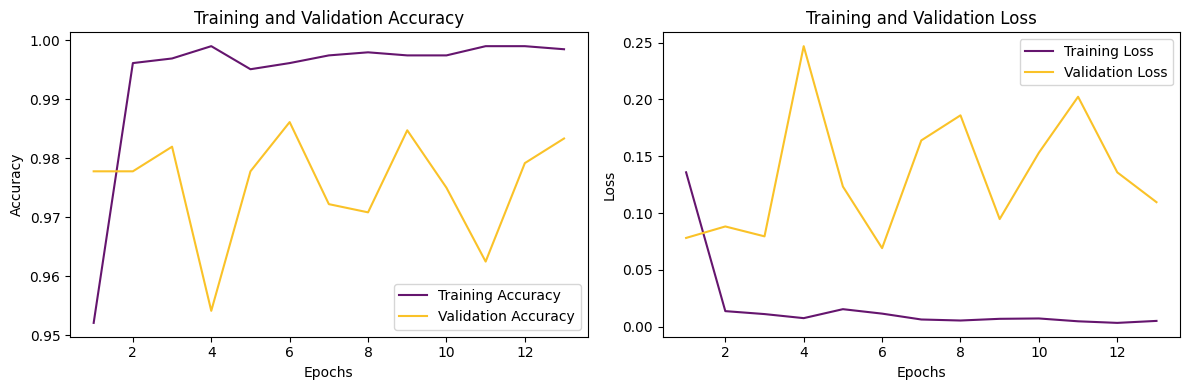 Training and Validation Accuracy
1.00
0.99
0.98
0.97
0.96
0.95
Accuracy
2 4 6 8 10 12
Epochs
Training Accuracy
Validation Accuracy
Training and Validation Loss
0.25
0.20
0.15
0.10
0.05
0.00
Loss
2 4 6 8 10 12
Epochs
Training Loss
Validation Loss